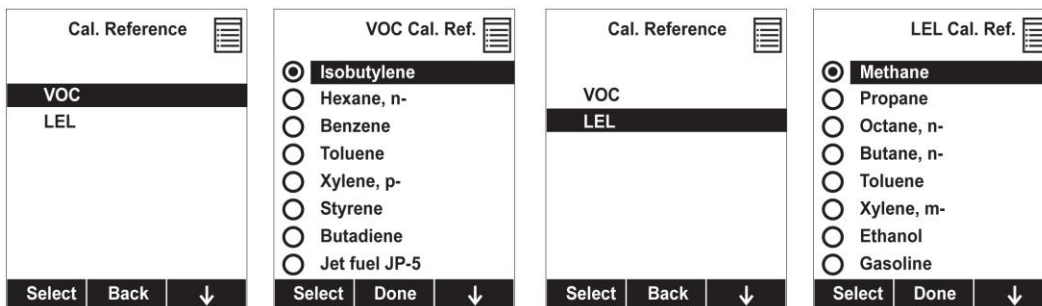 Cal. Reference
VOC
LEL
Select Back ↓
VOC Cal. Ref.
Isobutylene
Hexane, n-
Benzene
Toluene
Xylene, p-
Styrene
Butadiene
Jet fuel JP-5
Select Done ↓
Cal. Reference
VOC
LEL
Select Back ↓
LEL Cal. Ref.
Methane
Propane
Octane, n-
Butane, n-
Toluene
Xylene, m-
Ethanol
Gasoline
Select Done ↓